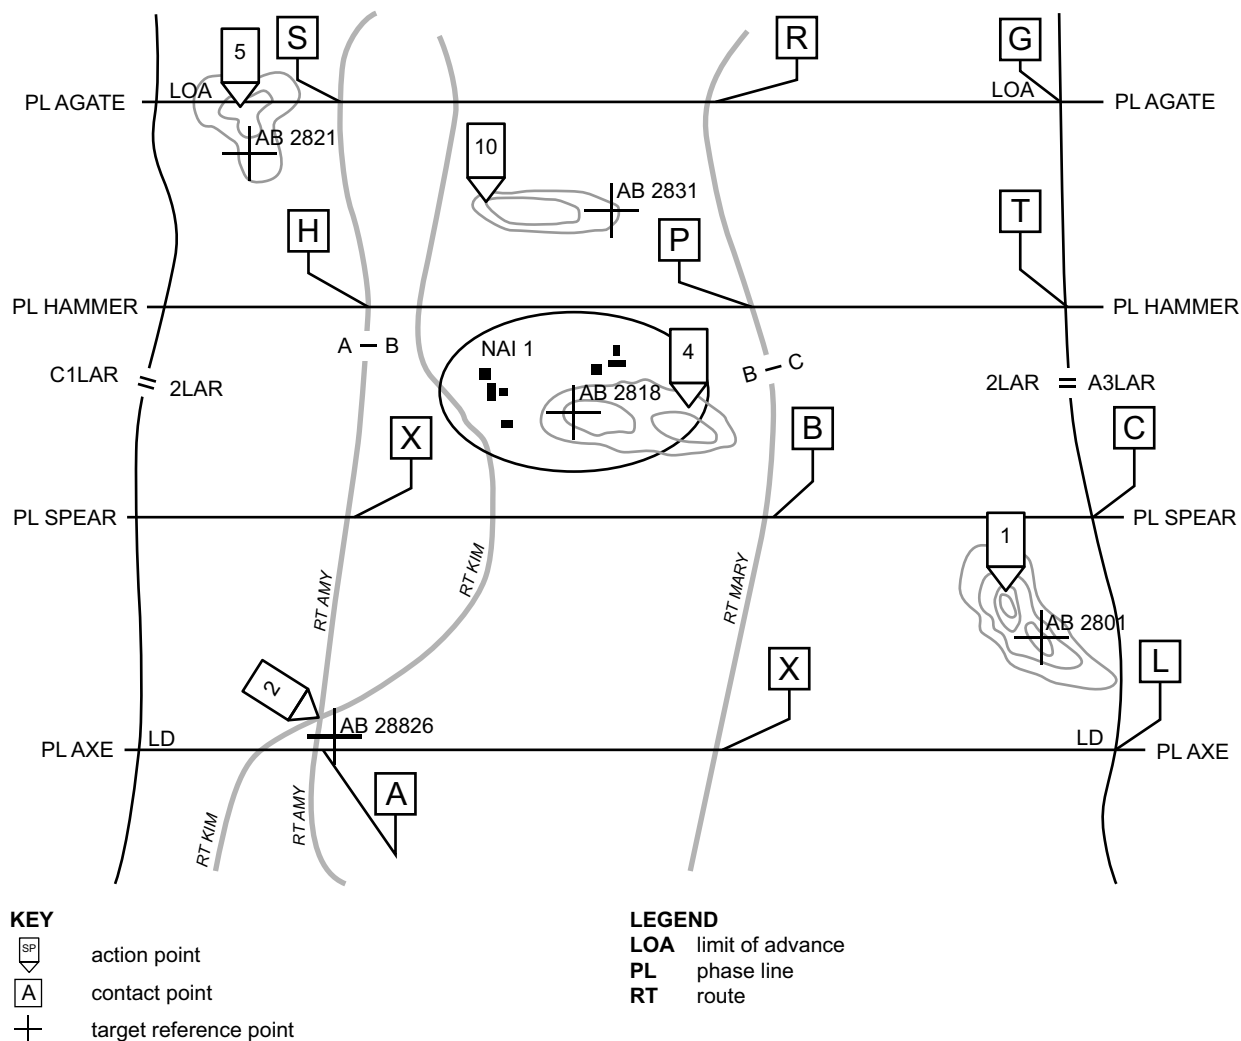 5
S
R
G
PL AGATE
LOA
LOA
PL AGATE
AB 2821
10
AB 2831
H
P
T
PL HAMMER
PL HAMMER
A – B
NAI 1
4
B – C
C1LAR
2LAR
2LAR
A3LAR
AB 2818
X
B
C
PL SPEAR
PL SPEAR
1
RT AMY
RT KIM
RT MARY
AB 2801
X
L
2
AB 28826
PL AXE
LD
LD
PL AXE
A
RT KIM
RT AMY
KEY
SP
action point
A
contact point
target reference point
LEGEND
LOA limit of advance
PL phase line
RT route